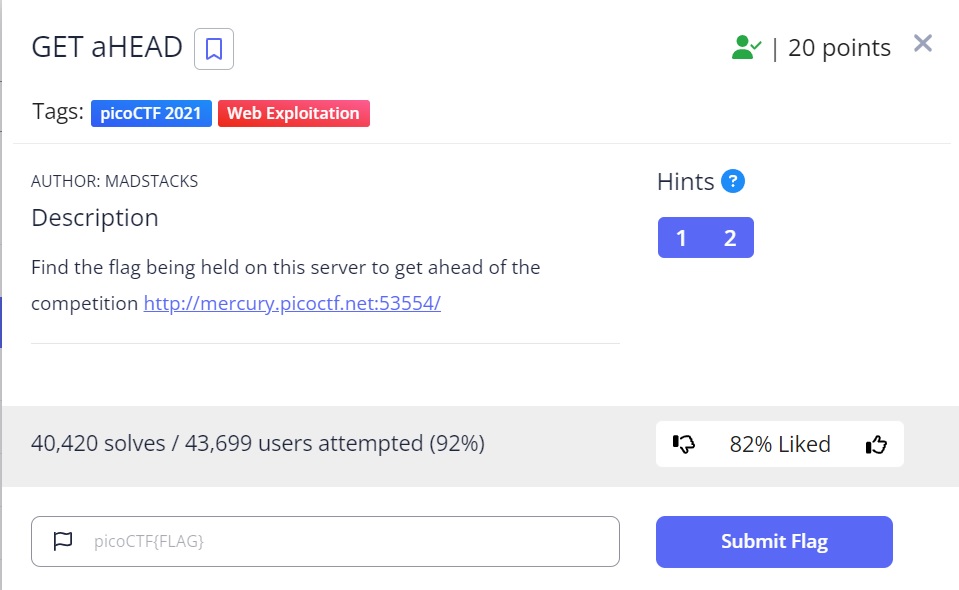 GET aHEAD
| 20 points
Tags: picoCTF 2021 Web Exploitation
AUTHOR: MADSTACKS
Description
Find the flag being held on this server to get ahead of the
competition http://mercury.picoctf.net:53554/
Hints ?
1 2
40,420 solves / 43,699 users attempted (92%)
82% Liked
picoCTF{FLAG}
Submit Flag